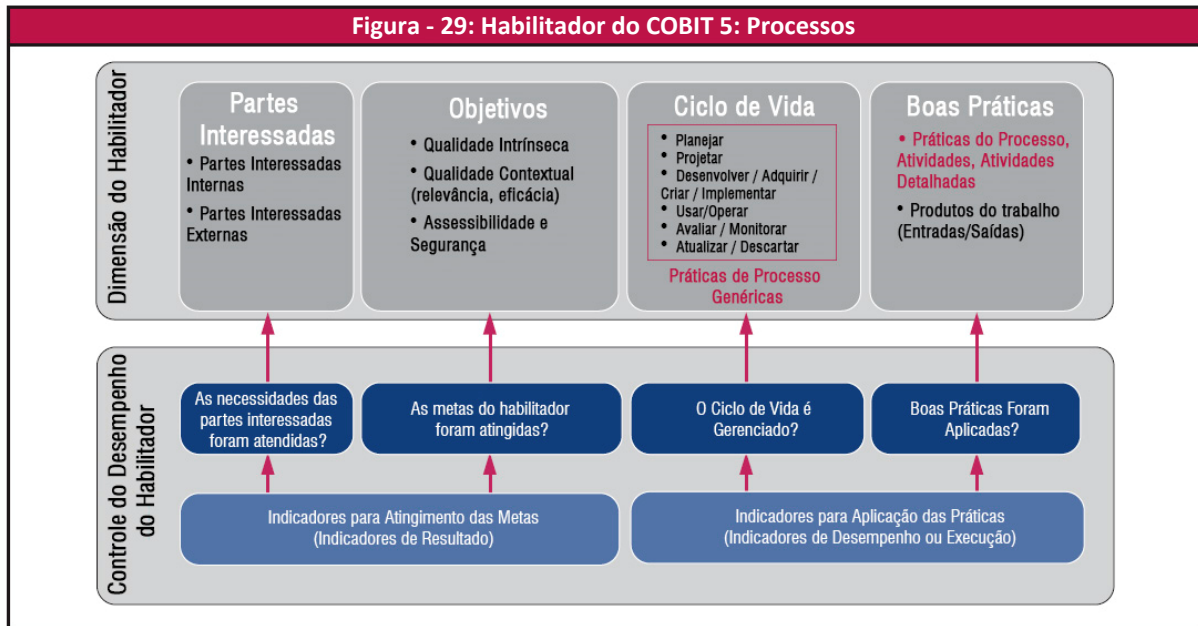 Figura - 29: Habilitador do COBIT 5: Processos
Dimensão do Habilitador
Partes
Interessadas
• Partes Interessadas
Internas
• Partes Interessadas
Externas
Objetivos
• Qualidade Intrínseca
• Qualidade Contextual
(relevância, eficácia)
• Assessibilidade e
Segurança
Ciclo de Vida
• Planejar
• Projetar
• Desenvolver / Adquirir /
Criar / Implementar
• Usar/Operar
• Avaliar / Monitorar
• Atualizar / Descartar
Práticas de Processo
Genéricas
Boas Práticas
• Práticas do Processo,
Atividades, Atividades
Detalhadas
• Produtos do trabalho
(Entradas/Saídas)
Controle do Desempenho
do Habilitador
As necessidades das
partes interessadas
foram atendidas?
As metas do habilitador
foram atingidas?
O Ciclo de Vida é
Gerenciado?
Boas Práticas Foram
Aplicadas?
Indicadores para Atingimento das Metas
(Indicadores de Resultado)
Indicadores para Aplicação das Práticas
(Indicadores de Desempenho ou Execução)